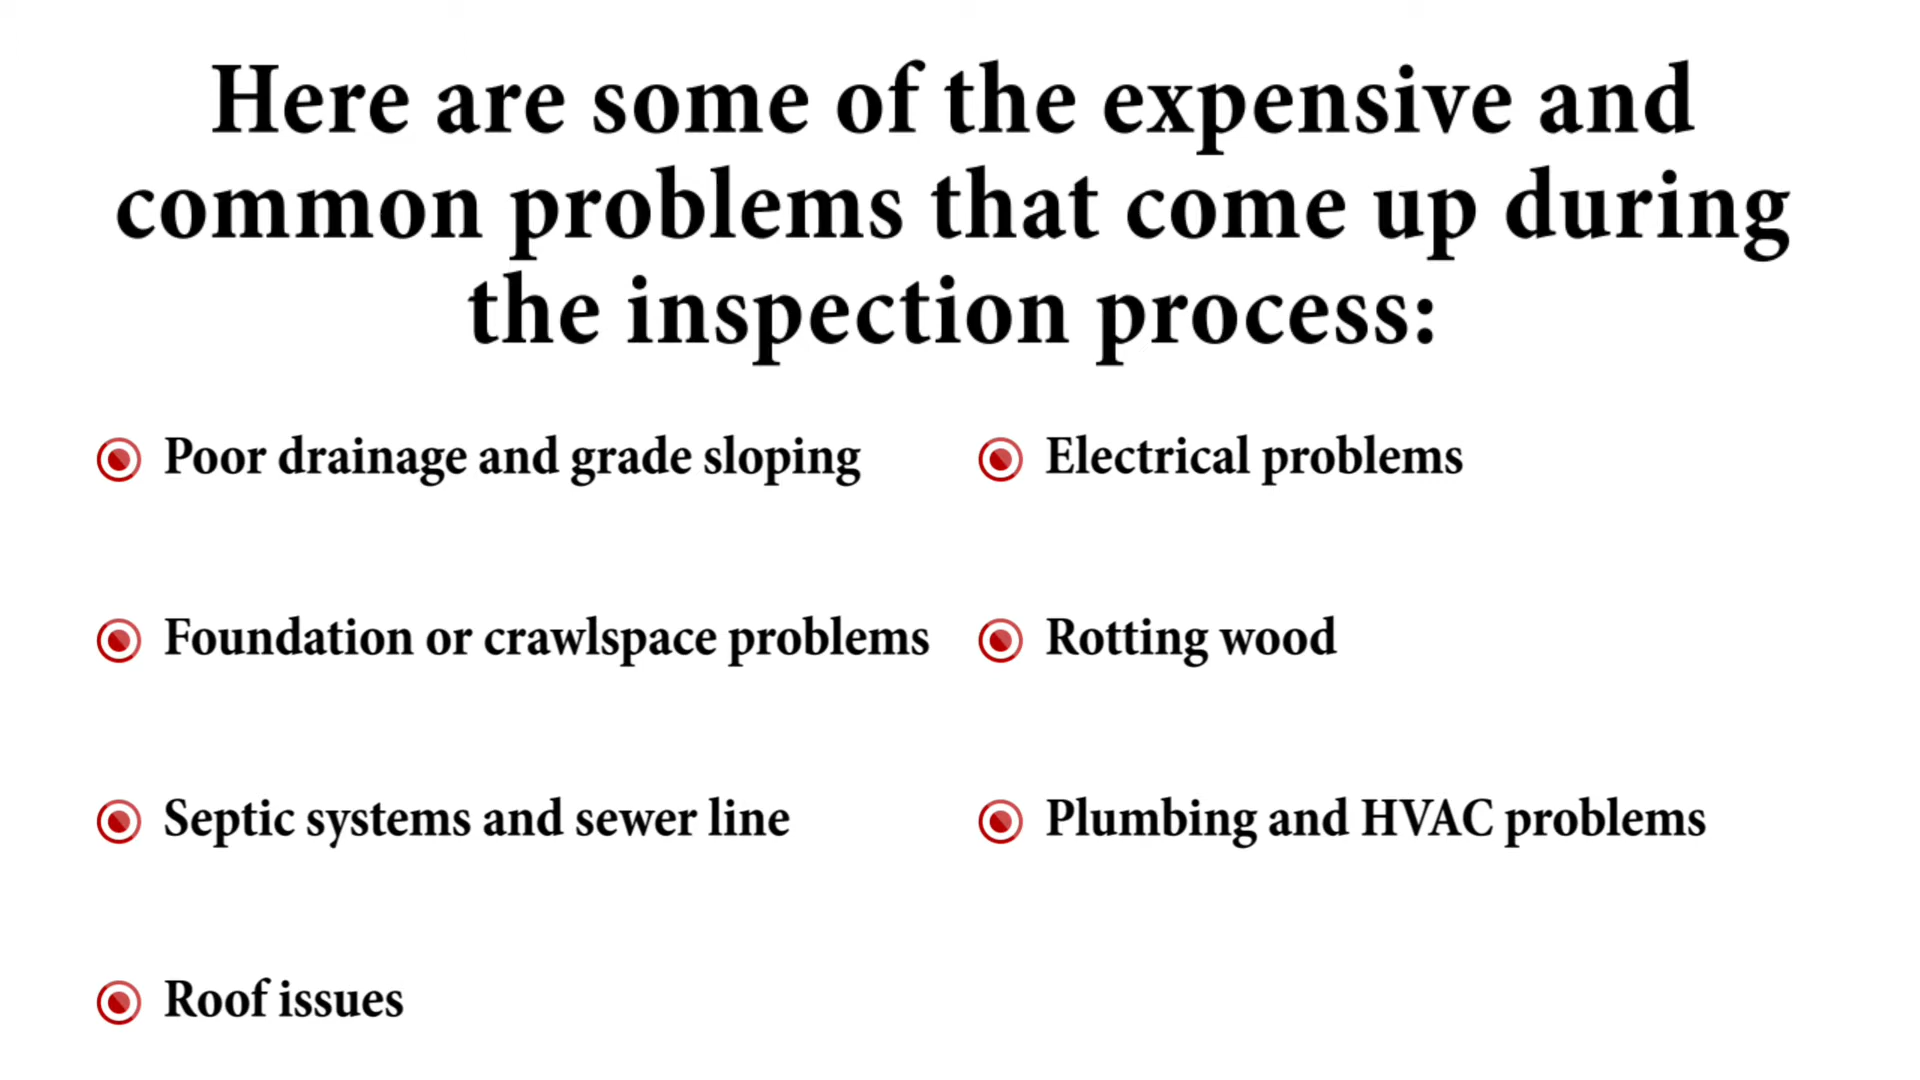 Here are some of the expensive and
common problems that come up during
the inspection process:
Poor drainage and grade sloping
Foundation or crawlspace problems
Septic systems and sewer line
Roof issues
Electrical problems
Rotting wood
Plumbing and HVAC problems